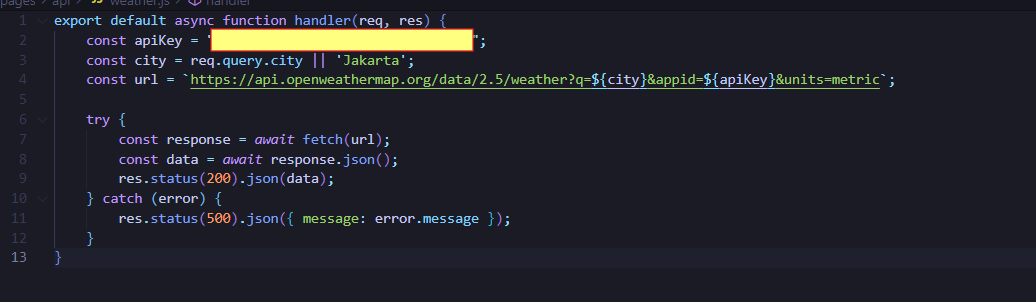 pages > api > JS weather.js > handler
1 export default async function handler(req, res) {
2 const apiKey = '";
3 const city = req.query.city || 'Jakarta';
4 const url = `https://api.openweathermap.org/data/2.5/weather?q=${city}&appid=${apiKey}&units=metric`;
5
6 try {
7 const response = await fetch(url);
8 const data = await response.json();
9 res.status(200).json(data);
10 } catch (error) {
11 res.status(500).json({ message: error.message });
12 }
13 }